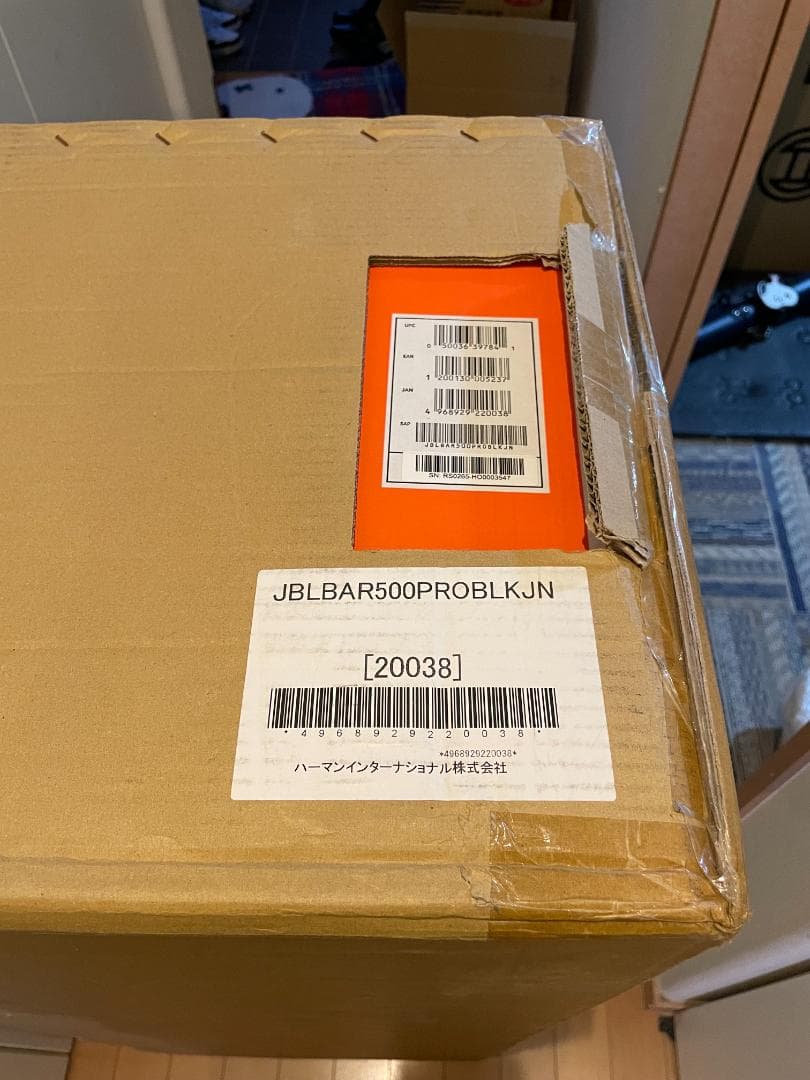 UPC
0 50036 39784 1
EAN
1 200130 005237
JAN
4 968929 220038
SAP
JBLBAR500PROBLKJN
SN: RS0265-HO0003547
JBLBAR500PROBLKJN
[20038]
*4968929220038*
*4968929220038*
ハーマンインターナショナル株式会社